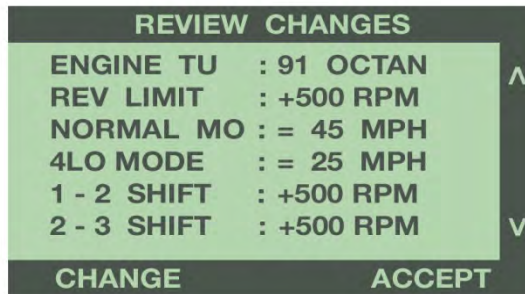 REVIEW CHANGES
ENGINE TU : 91 OCTAN
REV LIMIT : +500 RPM
NORMAL MO : = 45 MPH
4LO MODE : = 25 MPH
1 - 2 SHIFT : +500 RPM
2 - 3 SHIFT : +500 RPM
CHANGE ACCEPT